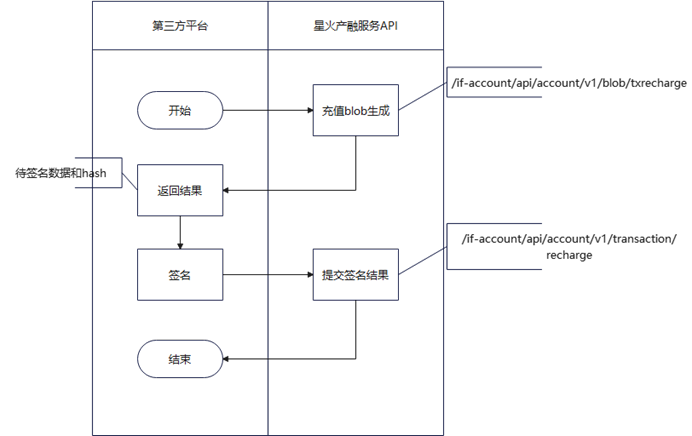 第三方平台
星火产融服务API
/if-account/api/account/v1/blob/txrecharge
开始
充值blob生成
待签名数据和hash
返回结果
/if-account/api/account/v1/transaction/
recharge
签名
提交签名结果
结束